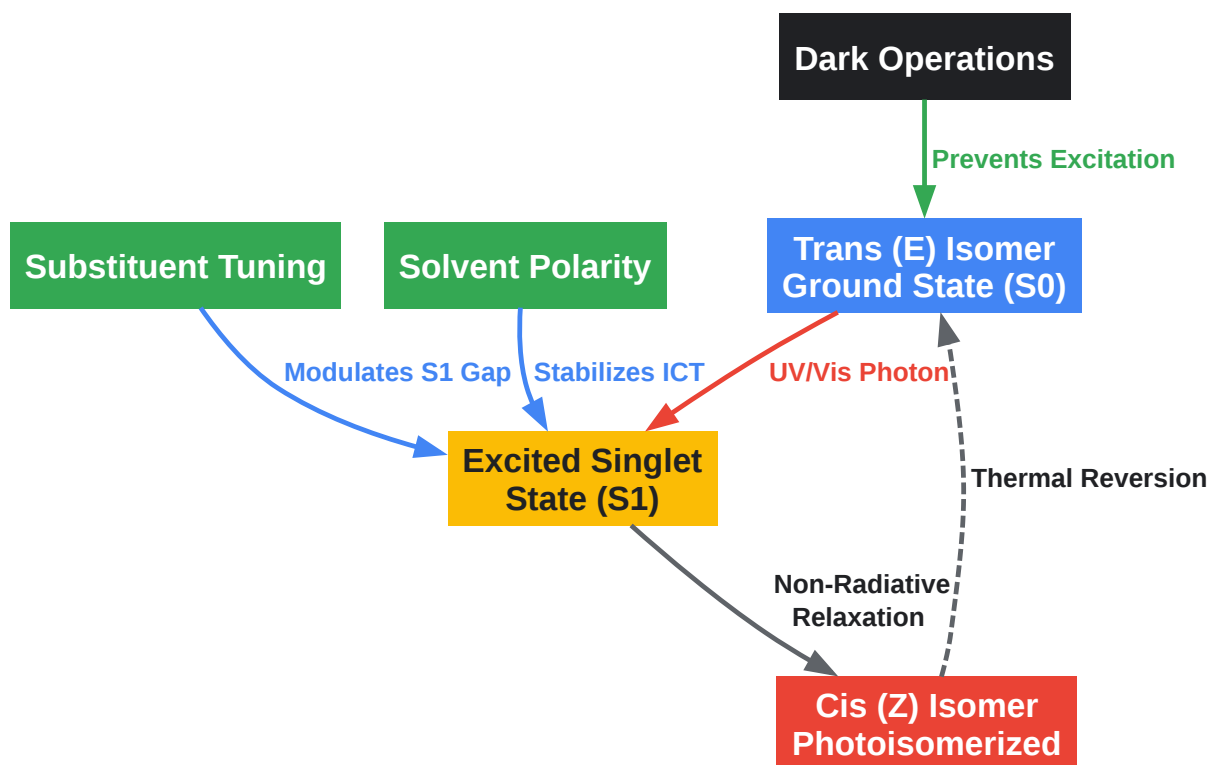 Dark Operations
Prevents Excitation
Substituent Tuning
Solvent Polarity
Trans (E) Isomer
Ground State (S0)
Modulates S1 Gap
Stabilizes ICT
UV/Vis Photon
Excited Singlet
State (S1)
Thermal Reversion
Non-Radiative
Relaxation
Cis (Z) Isomer
Photoisomerized